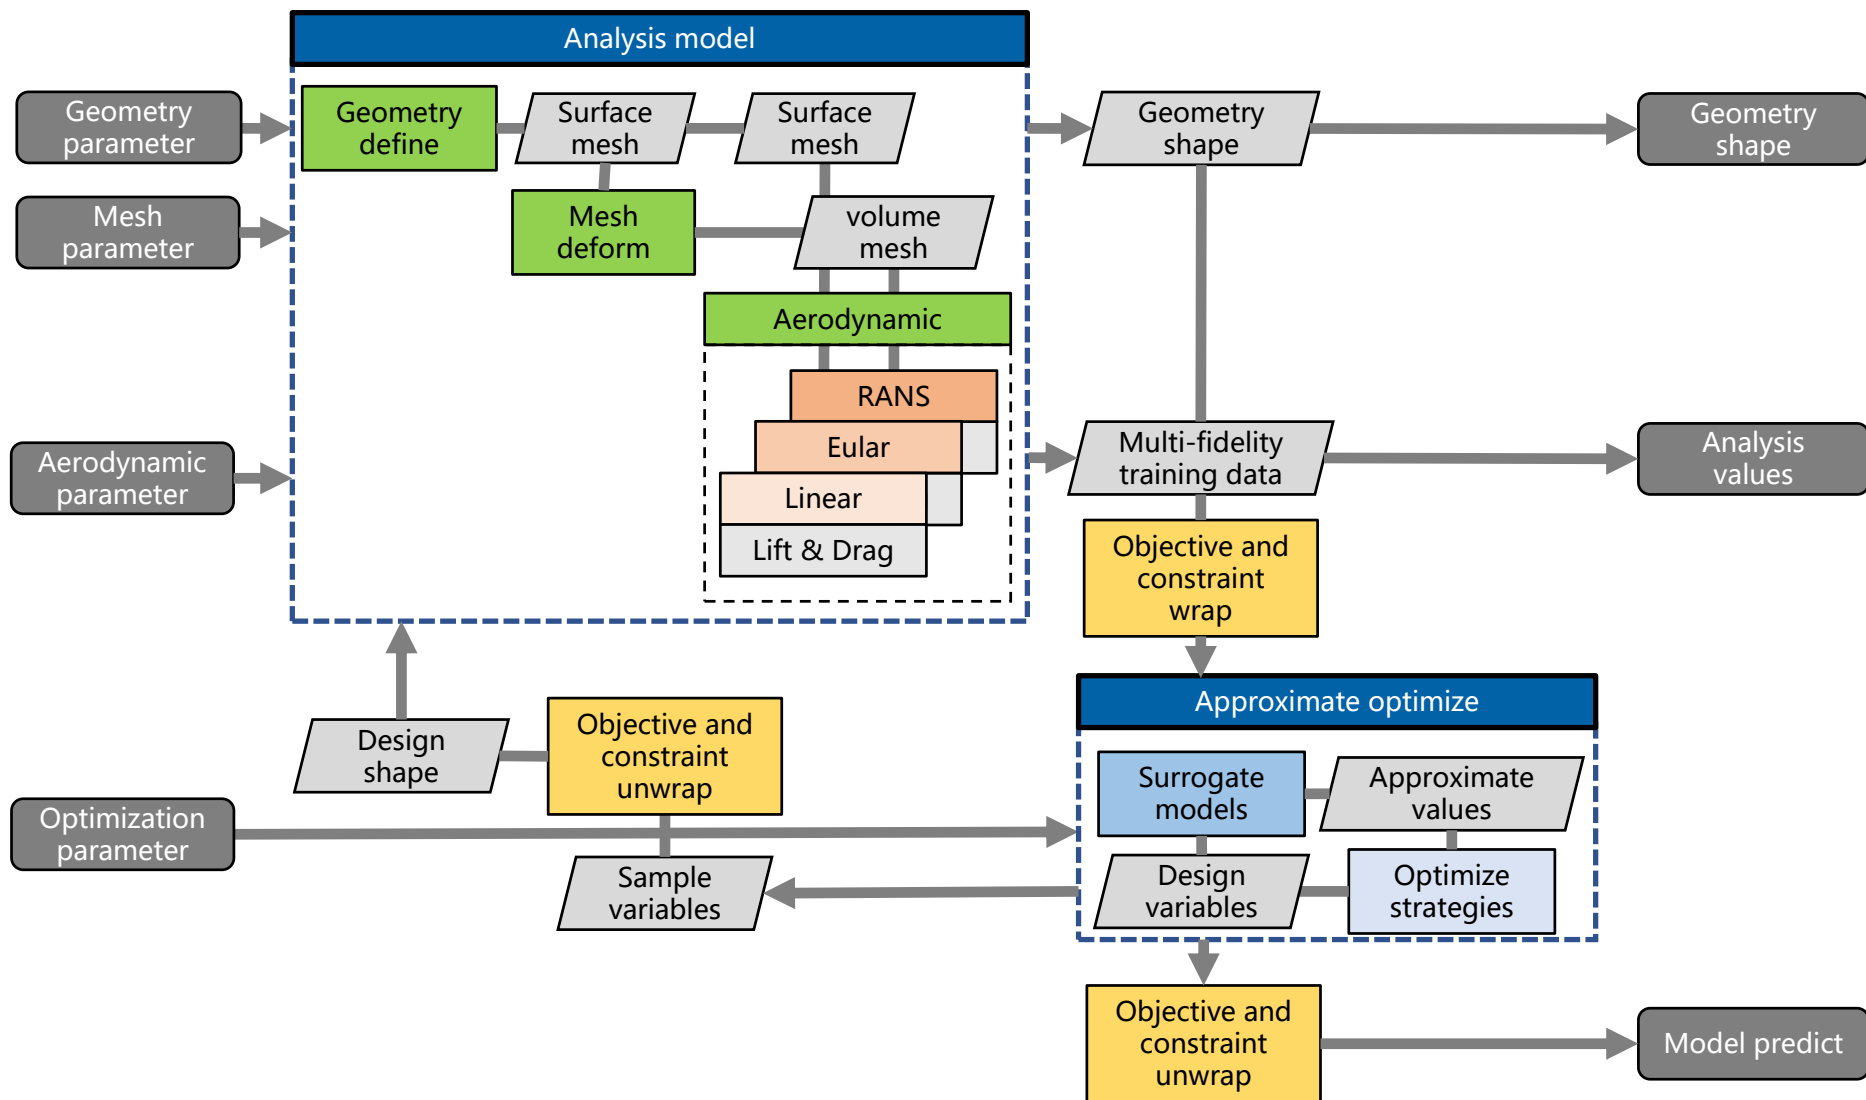 Analysis model
Geometry
parameter
Geometry
define
Surface
mesh
Surface
mesh
Geometry
shape
Geometry
shape
Mesh
parameter
Mesh
deform
volume
mesh
Aerodynamic
RANS
Eular
Linear
Lift & Drag
Aerodynamic
parameter
Multi-fidelity
training data
Analysis
values
Objective and
constraint
wrap
Approximate optimize
Design
shape
Objective and
constraint
unwrap
Surrogate
models
Approximate
values
Optimization
parameter
Sample
variables
Design
variables
Optimize
strategies
Objective and
constraint
unwrap
Model predict